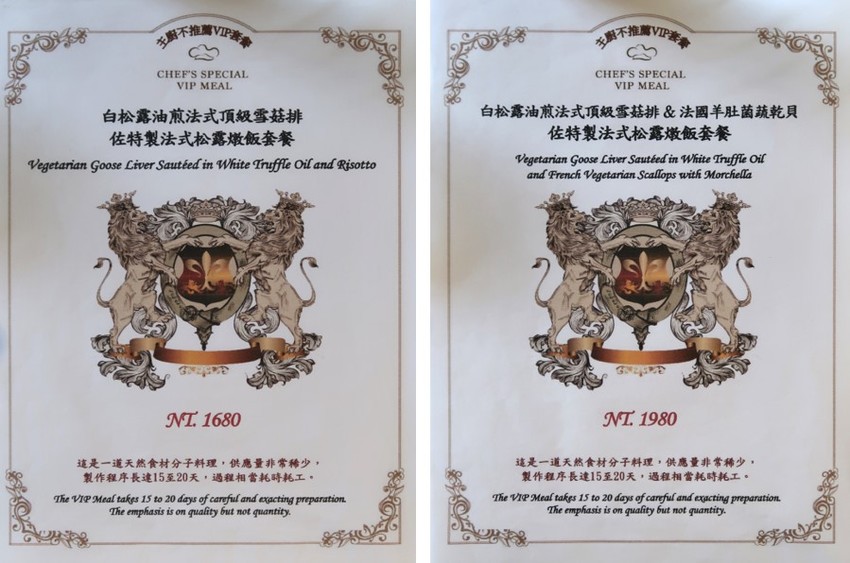 主廚不推薦VIP套餐
CHEF'S SPECIAL
VIP MEAL
白松露油煎法式頂級雪菇排
佐特製法式松露燉飯套餐
Vegetarian Goose Liver Sautéed in White Truffle Oil and Risotto
NT. 1680
這是一道天然食材分子料理，供應量非常稀少，
製作程序長達15至20天，過程相當耗時耗工。
The VIP Meal takes 15 to 20 days of careful and exacting preparation.
The emphasis is on quality but not quantity.
主廚不推薦VIP套餐
CHEF'S SPECIAL
VIP MEAL
白松露油煎法式頂級雪菇排 & 法國羊肚菌蔬乾貝
佐特製法式松露燉飯套餐
Vegetarian Goose Liver Sautéed in White Truffle Oil
and French Vegetarian Scallops with Morchella
NT. 1980
這是一道天然食材分子料理，供應量非常稀少，
製作程序長達15至20天，過程相當耗時耗工。
The VIP Meal takes 15 to 20 days of careful and exacting preparation.
The emphasis is on quality but not quantity.